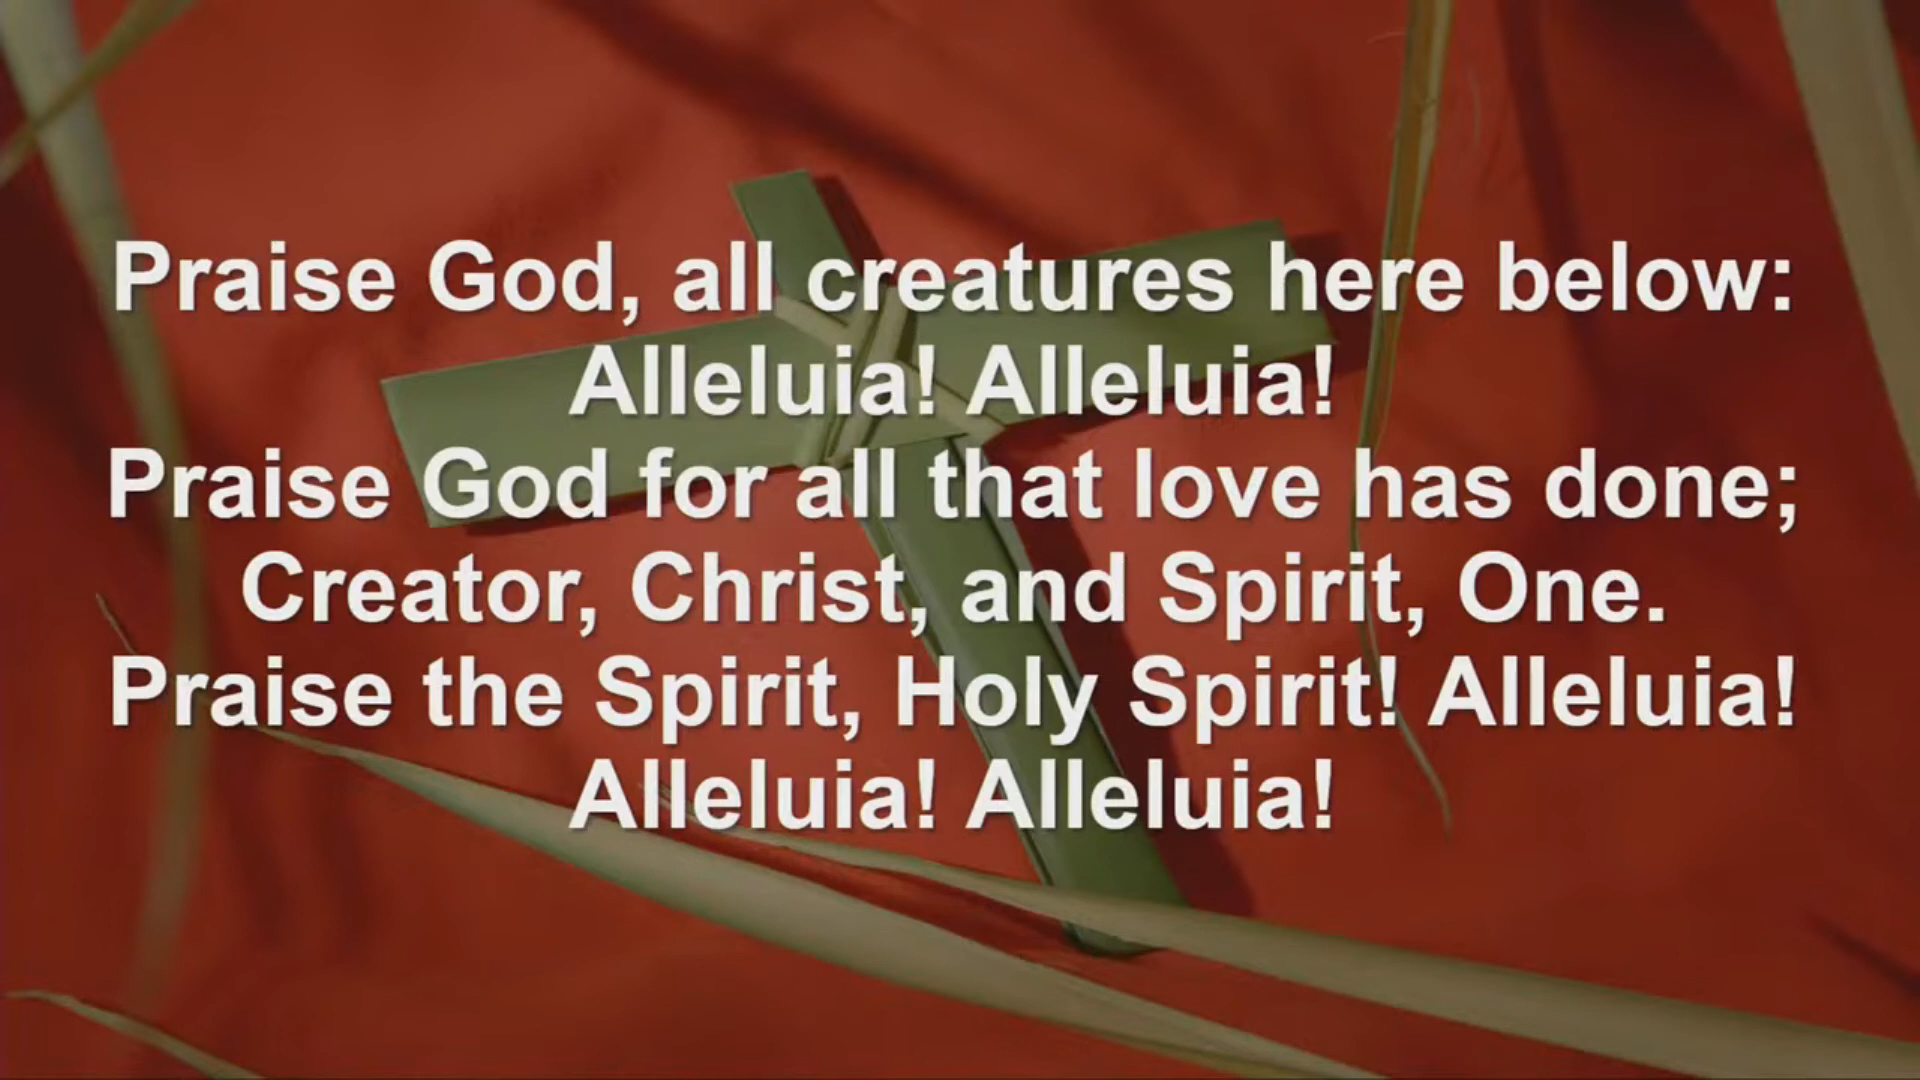 Praise God, all creatures here below:
Alleluia! Alleluia!
Praise God for all that love has done;
Creator, Christ, and Spirit, One.
Praise the Spirit, Holy Spirit! Alleluia!
Alleluia! Alleluia!